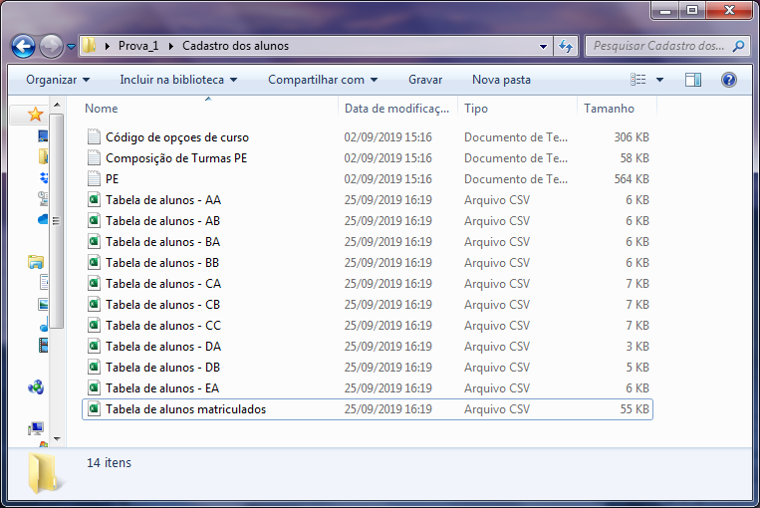 Prova_1 Cadastro dos alunos Pesquisar Cadastro dos...
Organizar Incluir na biblioteca Compartilhar com Gravar Nova pasta
Nome Data de modificaç... Tipo Tamanho
Código de opçoes de curso 02/09/2019 15:16 Documento de Te... 306 KB
Composição de Turmas PE 02/09/2019 15:16 Documento de Te... 58 KB
PE 02/09/2019 15:16 Documento de Te... 564 KB
Tabela de alunos - AA 25/09/2019 16:19 Arquivo CSV 6 KB
Tabela de alunos - AB 25/09/2019 16:19 Arquivo CSV 6 KB
Tabela de alunos - BA 25/09/2019 16:19 Arquivo CSV 6 KB
Tabela de alunos - BB 25/09/2019 16:19 Arquivo CSV 6 KB
Tabela de alunos - CA 25/09/2019 16:19 Arquivo CSV 7 KB
Tabela de alunos - CB 25/09/2019 16:19 Arquivo CSV 7 KB
Tabela de alunos - CC 25/09/2019 16:19 Arquivo CSV 7 KB
Tabela de alunos - DA 25/09/2019 16:19 Arquivo CSV 3 KB
Tabela de alunos - DB 25/09/2019 16:19 Arquivo CSV 5 KB
Tabela de alunos - EA 25/09/2019 16:19 Arquivo CSV 6 KB
Tabela de alunos matriculados 25/09/2019 16:19 Arquivo CSV 55 KB
14 itens